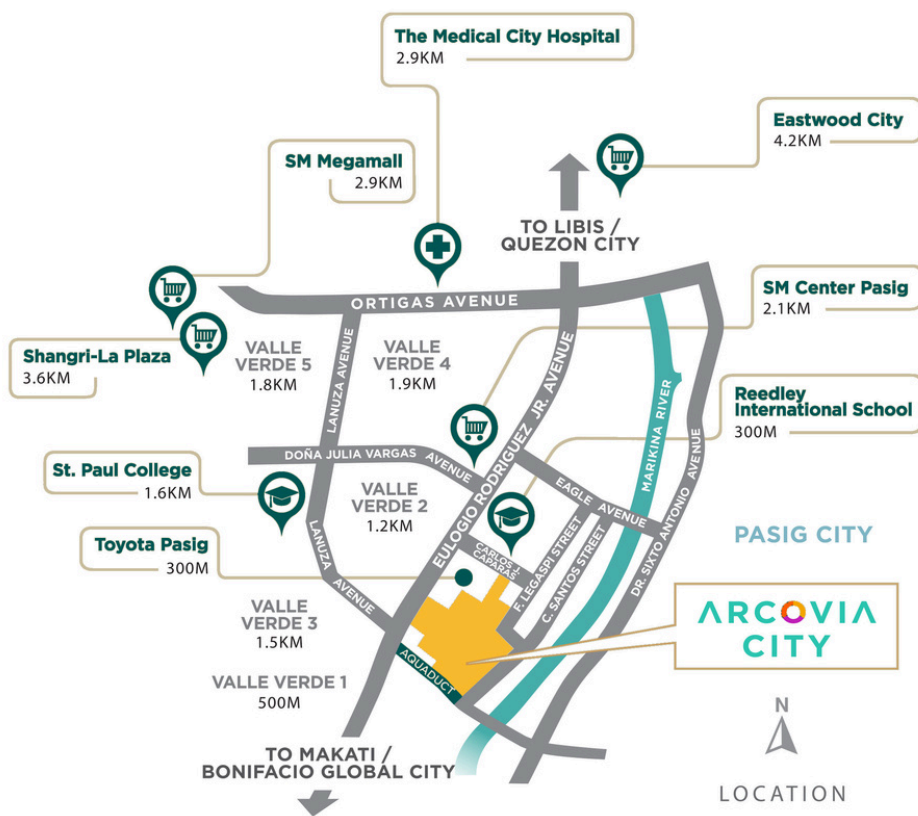 The Medical City Hospital
2.9KM
Eastwood City
4.2KM
SM Megamall
2.9KM
TO LIBIS /
QUEZON CITY
SM Center Pasig
2.1KM
ORTIGAS AVENUE
Shangri-La Plaza
3.6KM
VALLE
VERDE 5
1.8KM
VALLE
VERDE 4
1.9KM
LANUZA AVENUE
EULOGIO RODRIGUEZ JR. AVENUE
MARIKINA RIVER
Reedley
International School
300M
DOÑA JULIA VARGAS AVENUE
St. Paul College
1.6KM
VALLE
VERDE 2
1.2KM
EAGLE AVENUE
DR. SIXTO ANTONIO AVENUE
PASIG CITY
Toyota Pasig
300M
CARLOS J.
CAPARAS
F. LEGASPI STREET
C. SANTOS STREET
LANUZA AVENUE
VALLE
VERDE 3
1.5KM
ARCOVIA
CITY
AQUADUCT
VALLE VERDE 1
500M
N
TO MAKATI /
BONIFACIO GLOBAL CITY
LOCATION